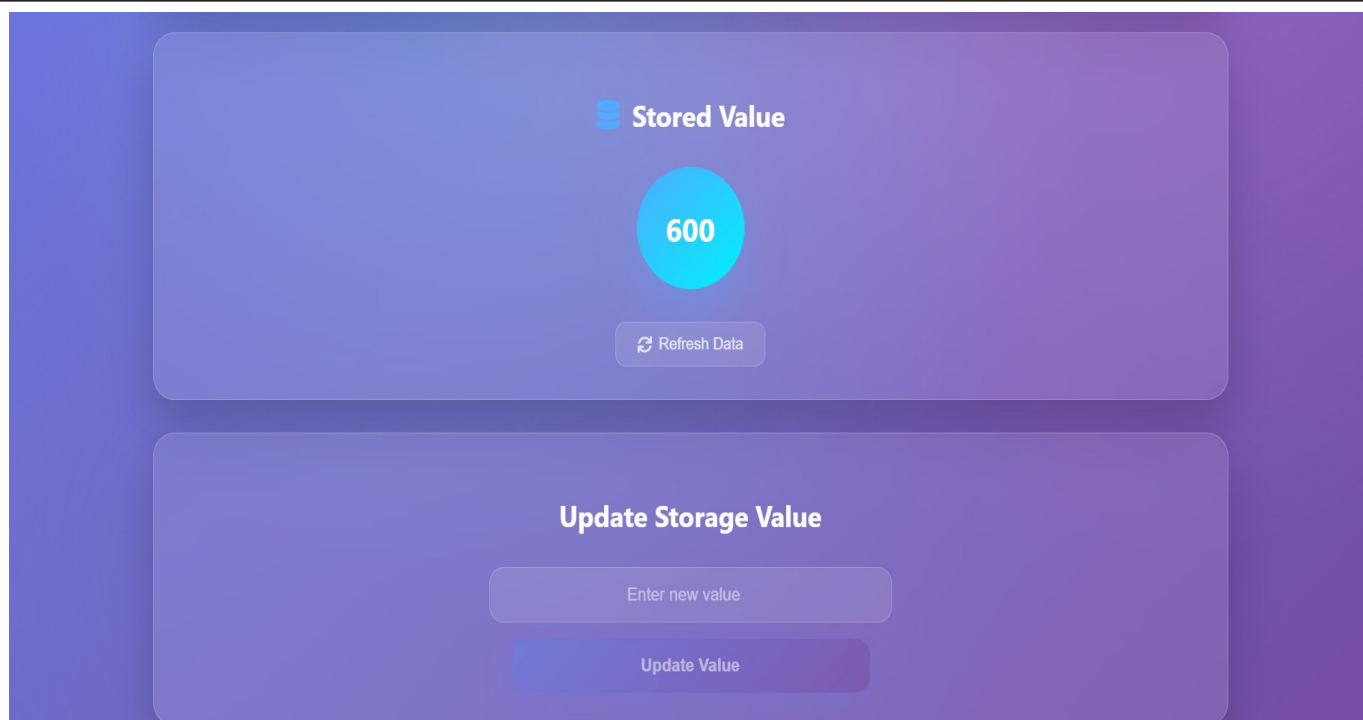 Stored Value
600
Refresh Data
Update Storage Value
Enter new value
Update Value